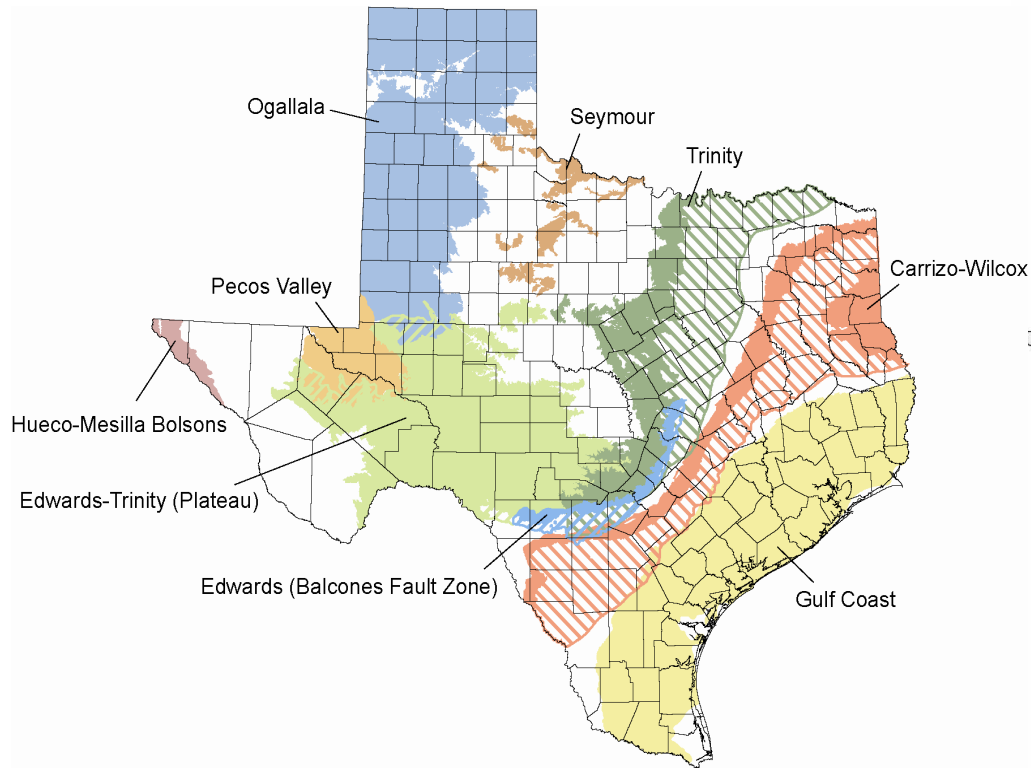 Ogallala
Seymour
Trinity
Carrizo-Wilcox
Pecos Valley
Hueco-Mesilla Bolsons
Edwards-Trinity (Plateau)
Edwards (Balcones Fault Zone)
Gulf Coast